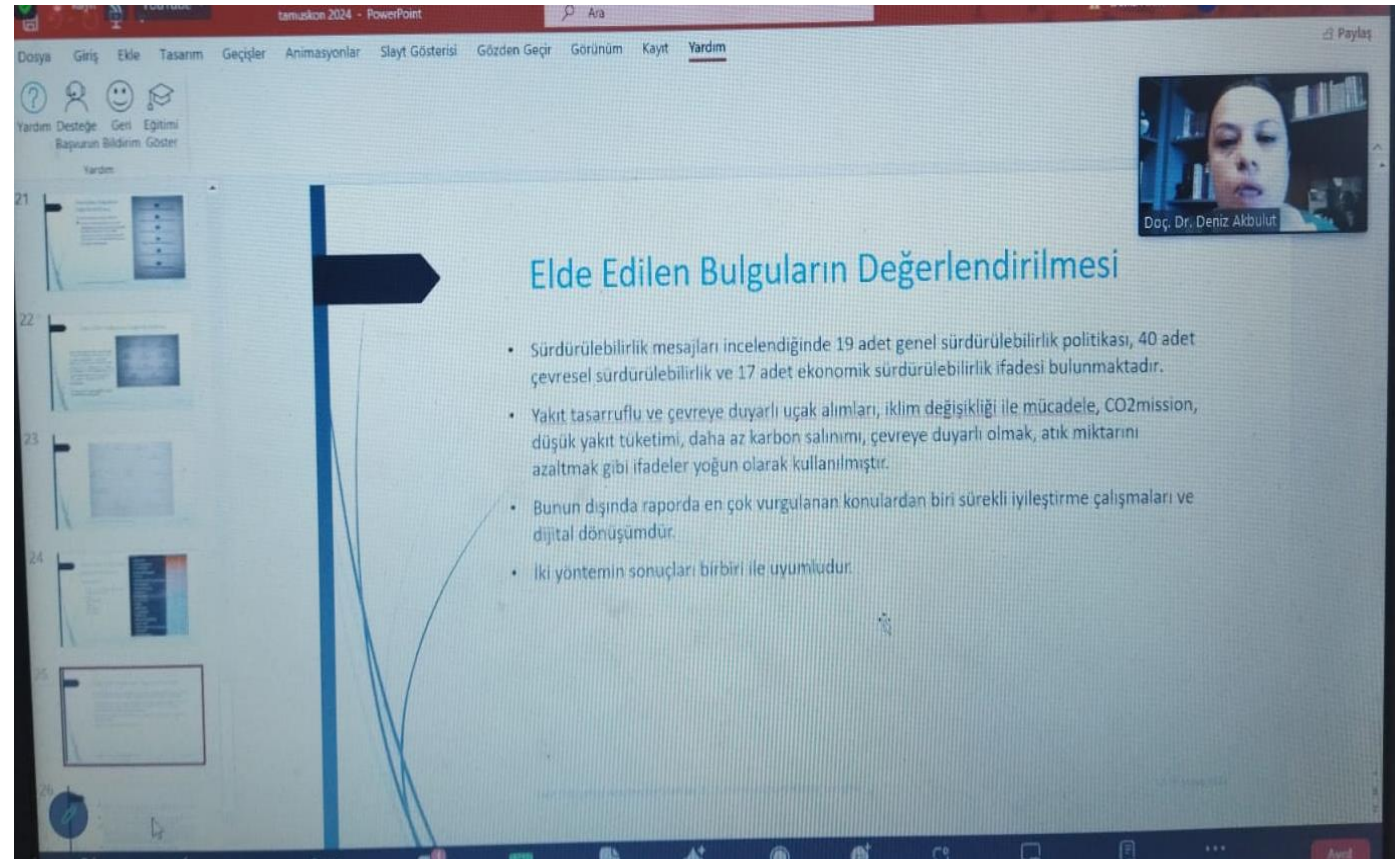 YouTube
tamuskon 2024 - PowerPoint
Ara
Dosya Giriş Ekle Tasarım Geçişler Animasyonlar Slayt Gösterisi Gözden Geçir Görünüm Kayıt Yardım
Paylaş
Yardım Desteğe Geri Eğitimi
Başvurun Bildirim Göster
Yardım
Doç. Dr. Deniz Akbulut
21
22
23
24
25
26
Elde Edilen Bulguların Değerlendirilmesi
• Sürdürülebilirlik mesajları incelendiğinde 19 adet genel sürdürülebilirlik politikası, 40 adet
çevresel sürdürülebilirlik ve 17 adet ekonomik sürdürülebilirlik ifadesi bulunmaktadır.
• Yakıt tasarruflu ve çevreye duyarlı uçak alımları, iklim değişikliği ile mücadele, CO2mission,
düşük yakıt tüketimi, daha az karbon salınımı, çevreye duyarlı olmak, atık miktarını
azaltmak gibi ifadeler yoğun olarak kullanılmıştır.
• Bunun dışında raporda en çok vurgulanan konulardan biri sürekli iyileştirme çalışmaları ve
dijital dönüşümdür.
• İki yöntemin sonuçları birbiri ile uyumludur.
Ayrıl